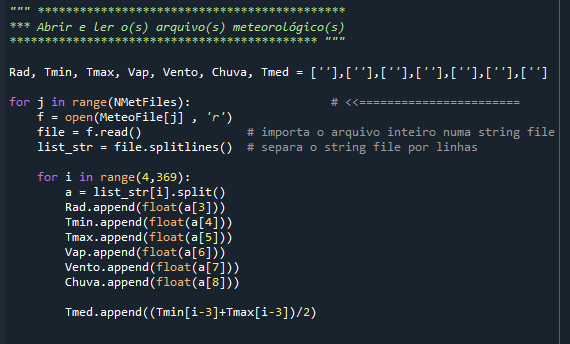 """ ********************************************
*** Abrir e ler o(s) arquivo(s) meteorológico(s)
******************************************** """
Rad, Tmin, Tmax, Vap, Vento, Chuva, Tmed = [''],[''],[''],[''],[''],[''],['']
for j in range(NMetFiles):                    # <<=======================
    f = open(MeteoFile[j] , 'r')
    file = f.read()               # importa o arquivo inteiro numa string file
    list_str = file.splitlines()  # separa o string file por linhas
    for i in range(4,369):
        a = list_str[i].split()
        Rad.append(float(a[3]))
        Tmin.append(float(a[4]))
        Tmax.append(float(a[5]))
        Vap.append(float(a[6]))
        Vento.append(float(a[7]))
        Chuva.append(float(a[8]))
        Tmed.append((Tmin[i-3]+Tmax[i-3])/2)